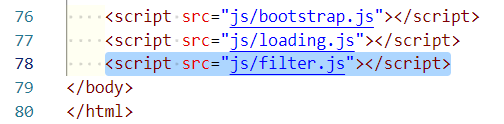 76 <script src="js/bootstrap.js"></script>
77 <script src="js/loading.js"></script>
78 <script src="js/filter.js"></script>
79 </body>
80 </html>